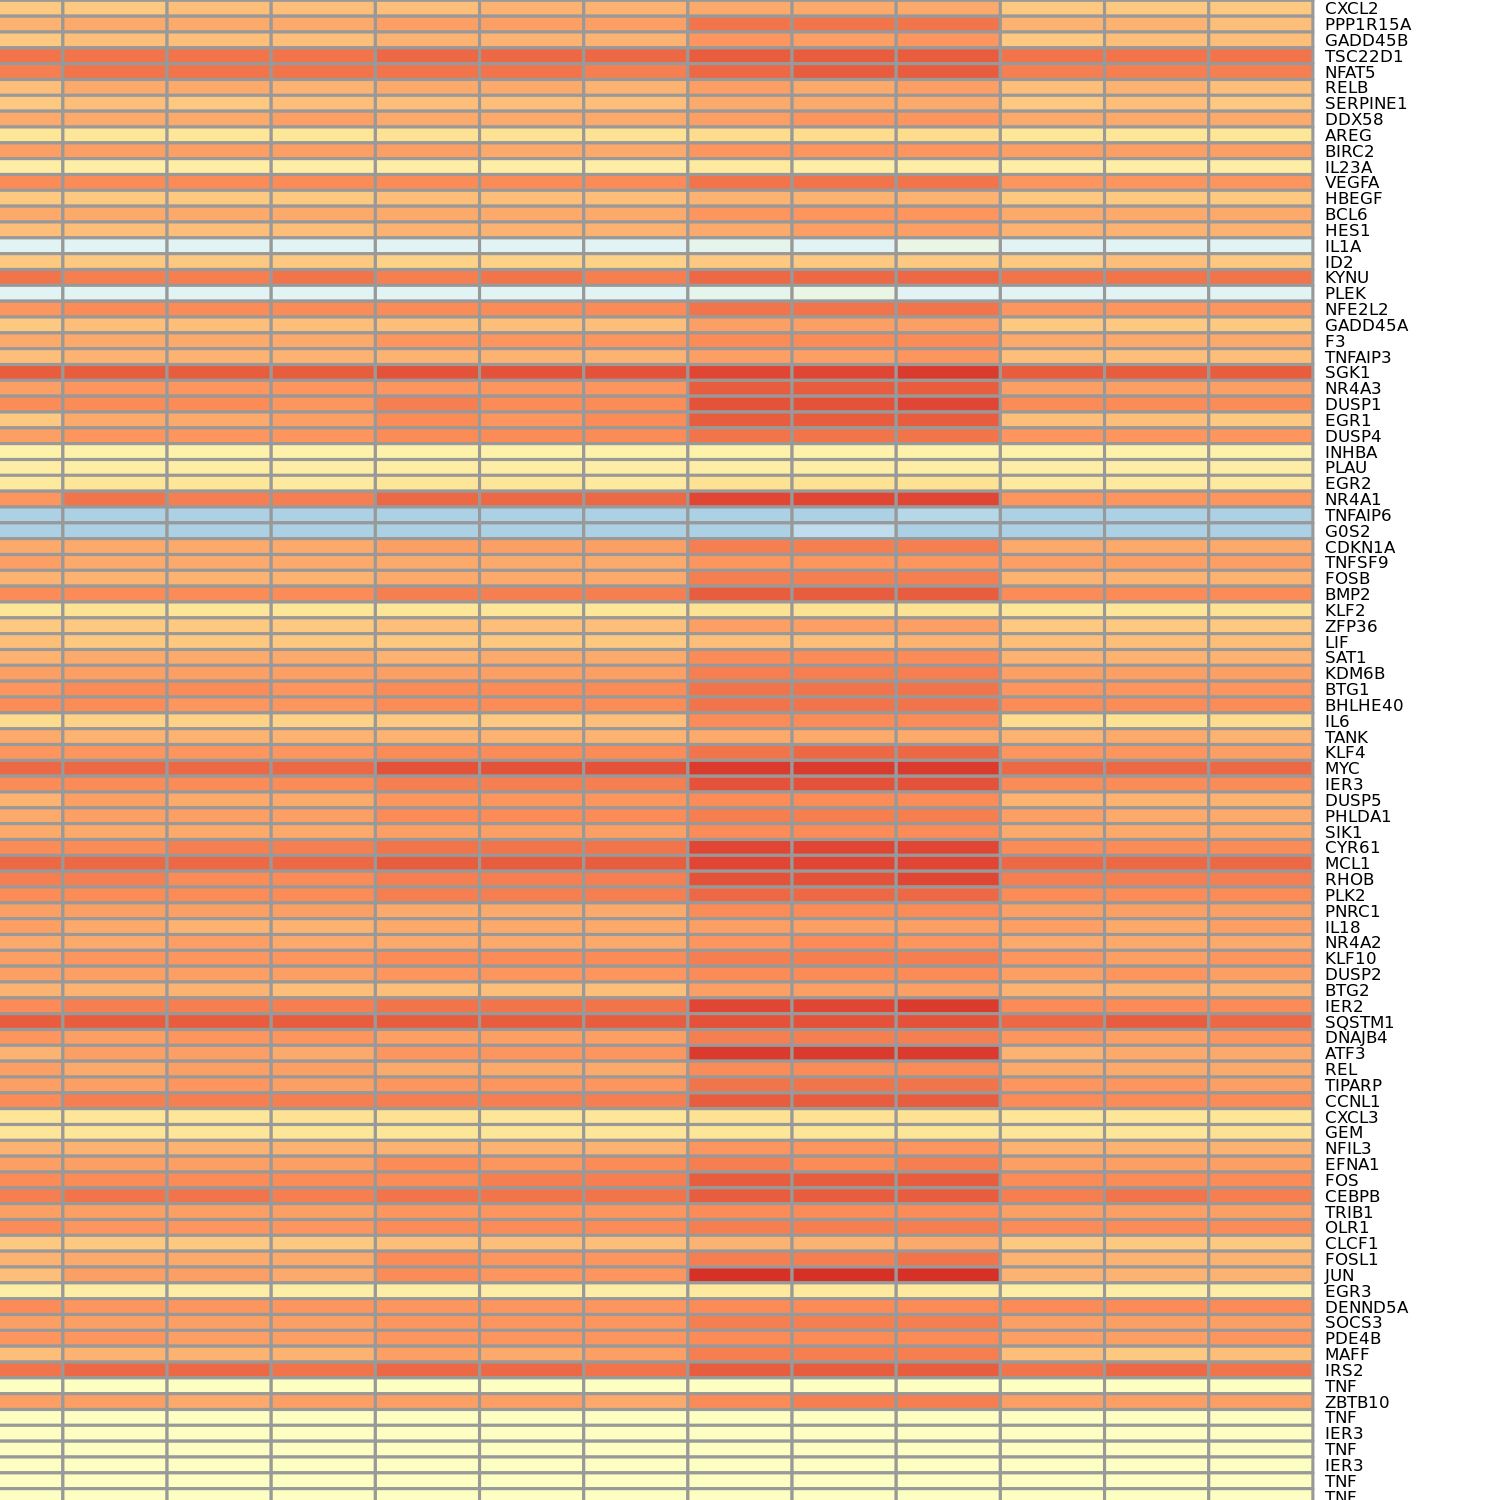 CXCL2
PPP1R15A
GADD45B
TSC22D1
NFAT5
RELB
SERPINE1
DDX58
AREG
BIRC2
IL23A
VEGFA
HBEGF
BCL6
HES1
IL1A
ID2
KYNU
PLEK
NFE2L2
GADD45A
F3
TNFAIP3
SGK1
NR4A3
DUSP1
EGR1
DUSP4
INHBA
PLAU
EGR2
NR4A1
TNFAIP6
G0S2
CDKN1A
TNFSF9
FOSB
BMP2
KLF2
ZFP36
LIF
SAT1
KDM6B
BTG1
BHLHE40
IL6
TANK
KLF4
MYC
IER3
DUSP5
PHLDA1
SIK1
CYR61
MCL1
RHOB
PLK2
PNRC1
IL18
NR4A2
KLF10
DUSP2
BTG2
IER2
SQSTM1
DNAJB4
ATF3
REL
TIPARP
CCNL1
CXCL3
GEM
NFIL3
EFNA1
FOS
CEBPB
TRIB1
OLR1
CLCF1
FOSL1
JUN
EGR3
DENND5A
SOCS3
PDE4B
MAFF
IRS2
TNF
ZBTB10
TNF
IER3
TNF
IER3
TNF
TNF